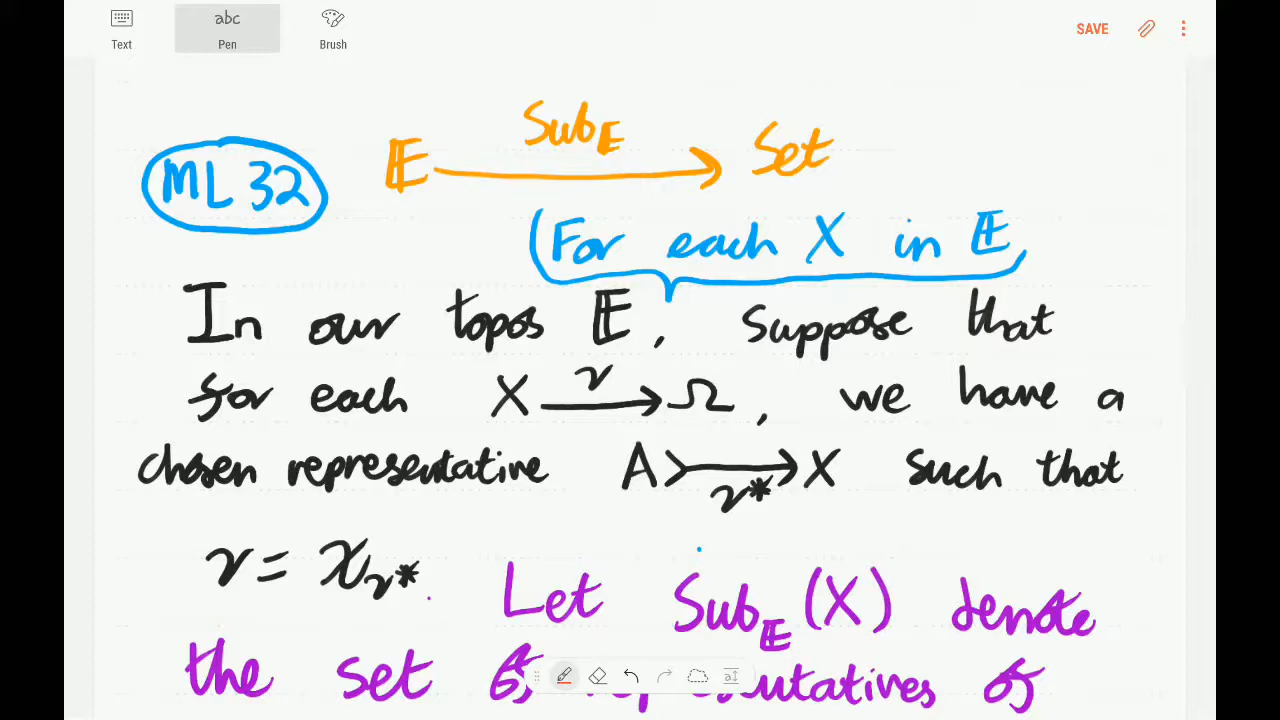 abc
Text
Pen
Brush
SAVE
ML 32
𝔼 Sub𝔼 Set
(For each X in 𝔼,
In our topos 𝔼, suppose that
for each X →ν Ω, we have a
chosen representative A ↣ν* X such that
ν = χν*. Let Sub𝔼(X) denote
the set of representatives of